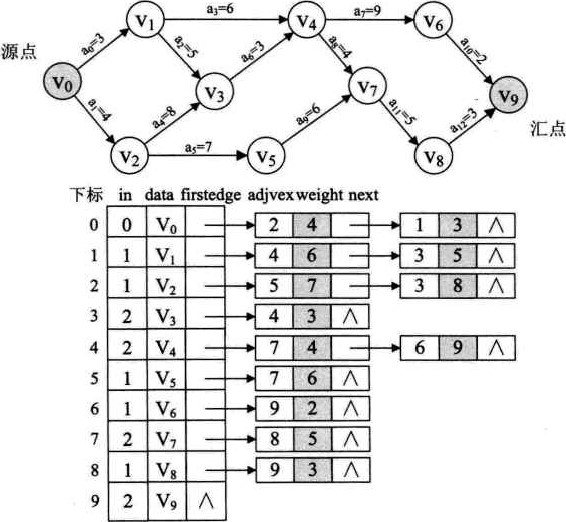 a₃=6
a₇=9
V₁
V₄
V₆
a₀=3
a₂=5
a₆=3
a₈=4
a₁₀=2
源点
V₀
V₃
V₇
V₉
a₁=4
a₄=8
a₉=6
a₁₁=5
a₁₂=3
汇点
a₅=7
V₂
V₅
V₈
下标 in data firstedge adjvex weight next
0 0 V₀ 2 4 1 3 ∧
1 1 V₁ 4 6 3 5 ∧
2 1 V₂ 5 7 3 8 ∧
3 2 V₃ 4 3 ∧
4 2 V₄ 7 4 6 9 ∧
5 1 V₅ 7 6 ∧
6 1 V₆ 9 2 ∧
7 2 V₇ 8 5 ∧
8 1 V₈ 9 3 ∧
9 2 V₉ ∧